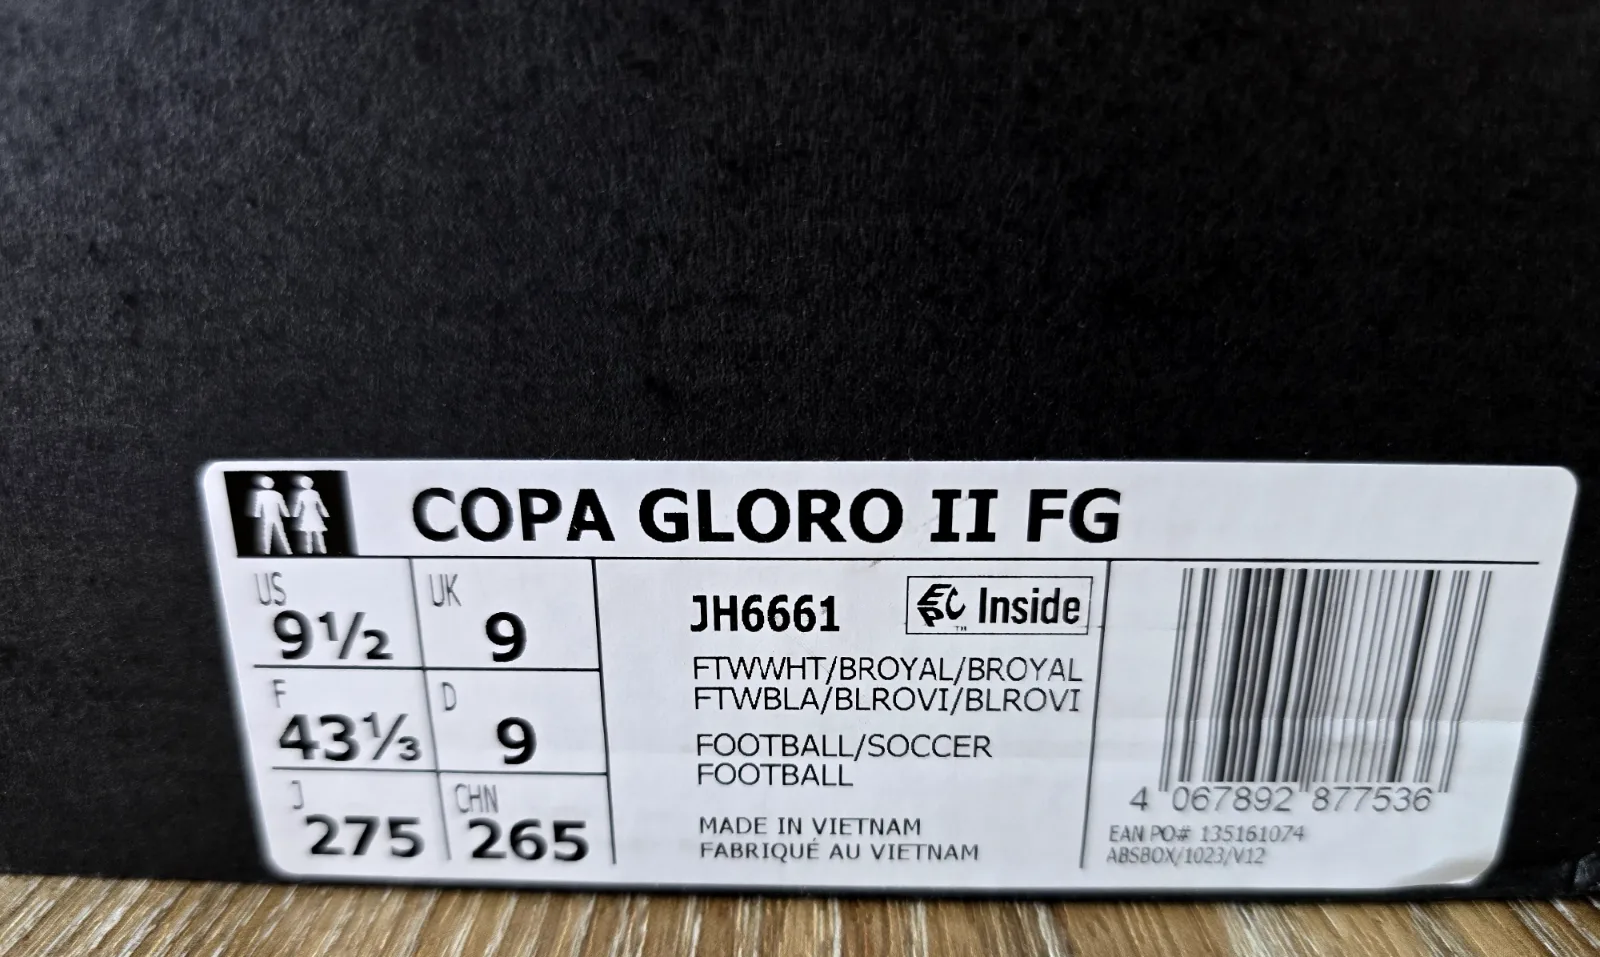 COPA GLORO II FG
US 9½ UK 9
F 43⅓ D 9
J 275 CHN 265
JH6661
EPC™ Inside
FTWWHT/BROYAL/BROYAL
FTWBLA/BLROVI/BLROVI
FOOTBALL/SOCCER
FOOTBALL
MADE IN VIETNAM
FABRIQUÉ AU VIETNAM
4 067892 877536
EAN PO# 135161074
ABSBOX/1023/V12